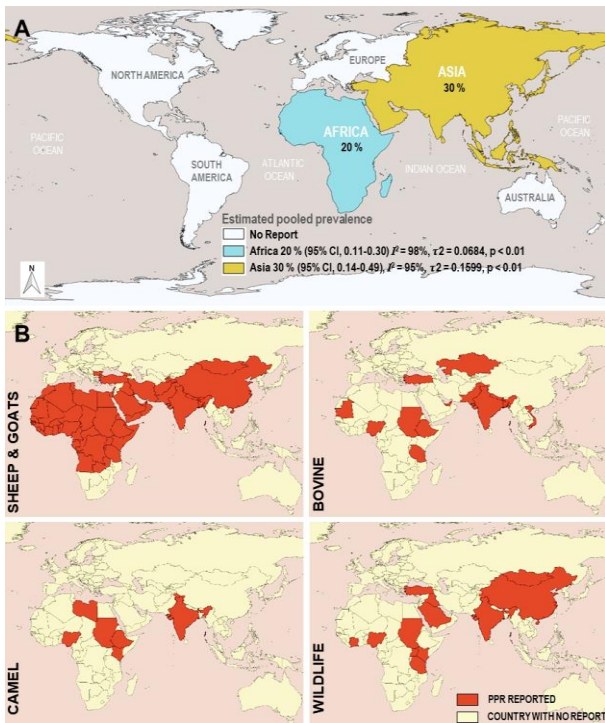 A
NORTH AMERICA
EUROPE
ASIA
30 %
PACIFIC
OCEAN
AFRICA
20 %
PACIFIC
OCEAN
ATLANTIC
OCEAN
INDIAN OCEAN
SOUTH
AMERICA
AUSTRALIA
Estimated pooled prevalence
No Report
Africa 20 % (95% CI, 0.11-0.30) I² = 98%, τ2 = 0.0684, p < 0.01
Asia 30 % (95% CI, 0.14-0.49), I² = 95%, τ2 = 0.1599, p < 0.01
N
B
SHEEP & GOATS
BOVINE
CAMEL
WILDLIFE
PPR REPORTED
COUNTRY WITH NO REPORT